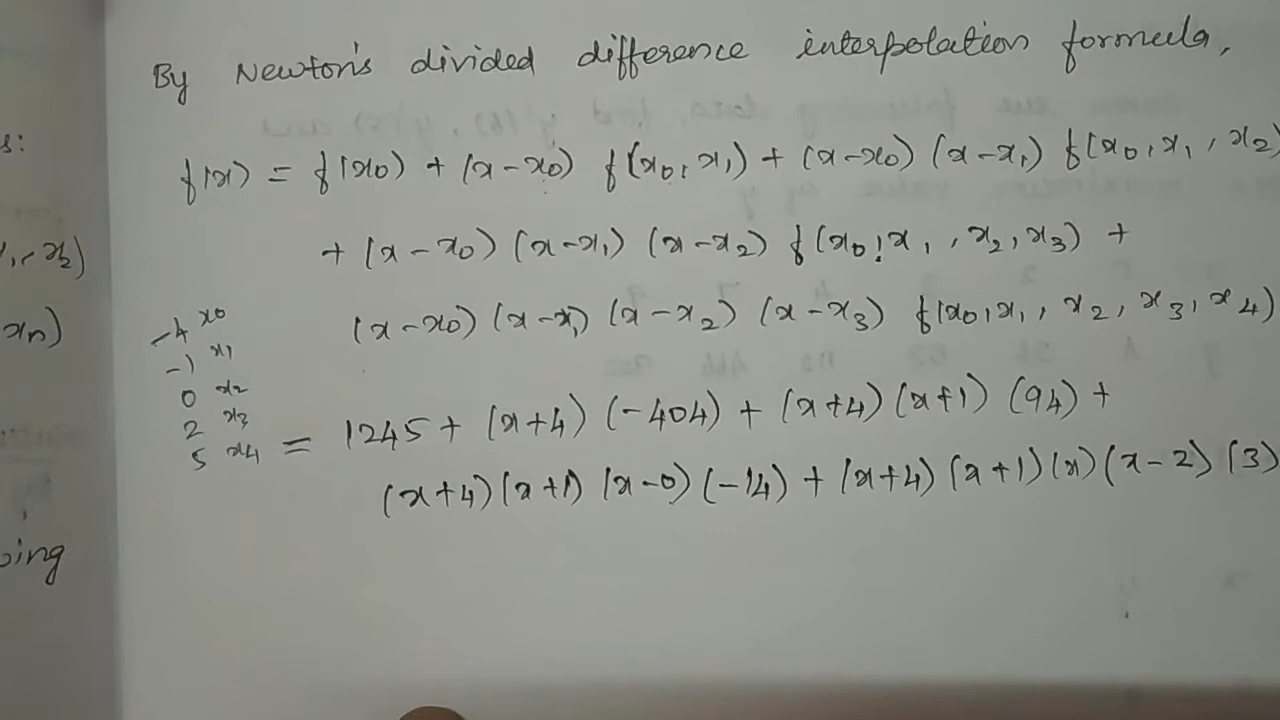 By Newton's divided difference interpolation formula,
f(x) = f(x0) + (x-x0) f(x0, x1) + (x-x0) (x-x1) f(x0, x1, x2)
+ (x-x0) (x-x1) (x-x2) f(x0, x1, x2, x3) +
(x-x0) (x-x1) (x-x2) (x-x3) f(x0, x1, x2, x3, x4)
-4 x0
-1 x1
0 x2
2 x3
5 x4
= 1245 + (x+4) (-404) + (x+4) (x+1) (94) +
(x+4) (x+1) (x-0) (-14) + (x+4) (x+1) (x) (x-2) (3)
s:
x2)
xn)